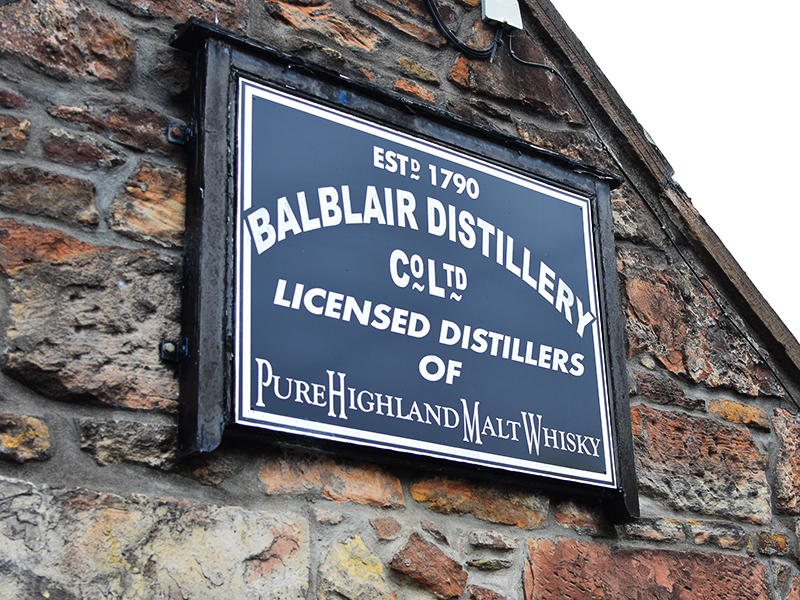 ESTD 1790
BALBLAIR DISTILLERY
CO LTD
LICENSED DISTILLERS
OF
PURE HIGHLAND MALT WHISKY